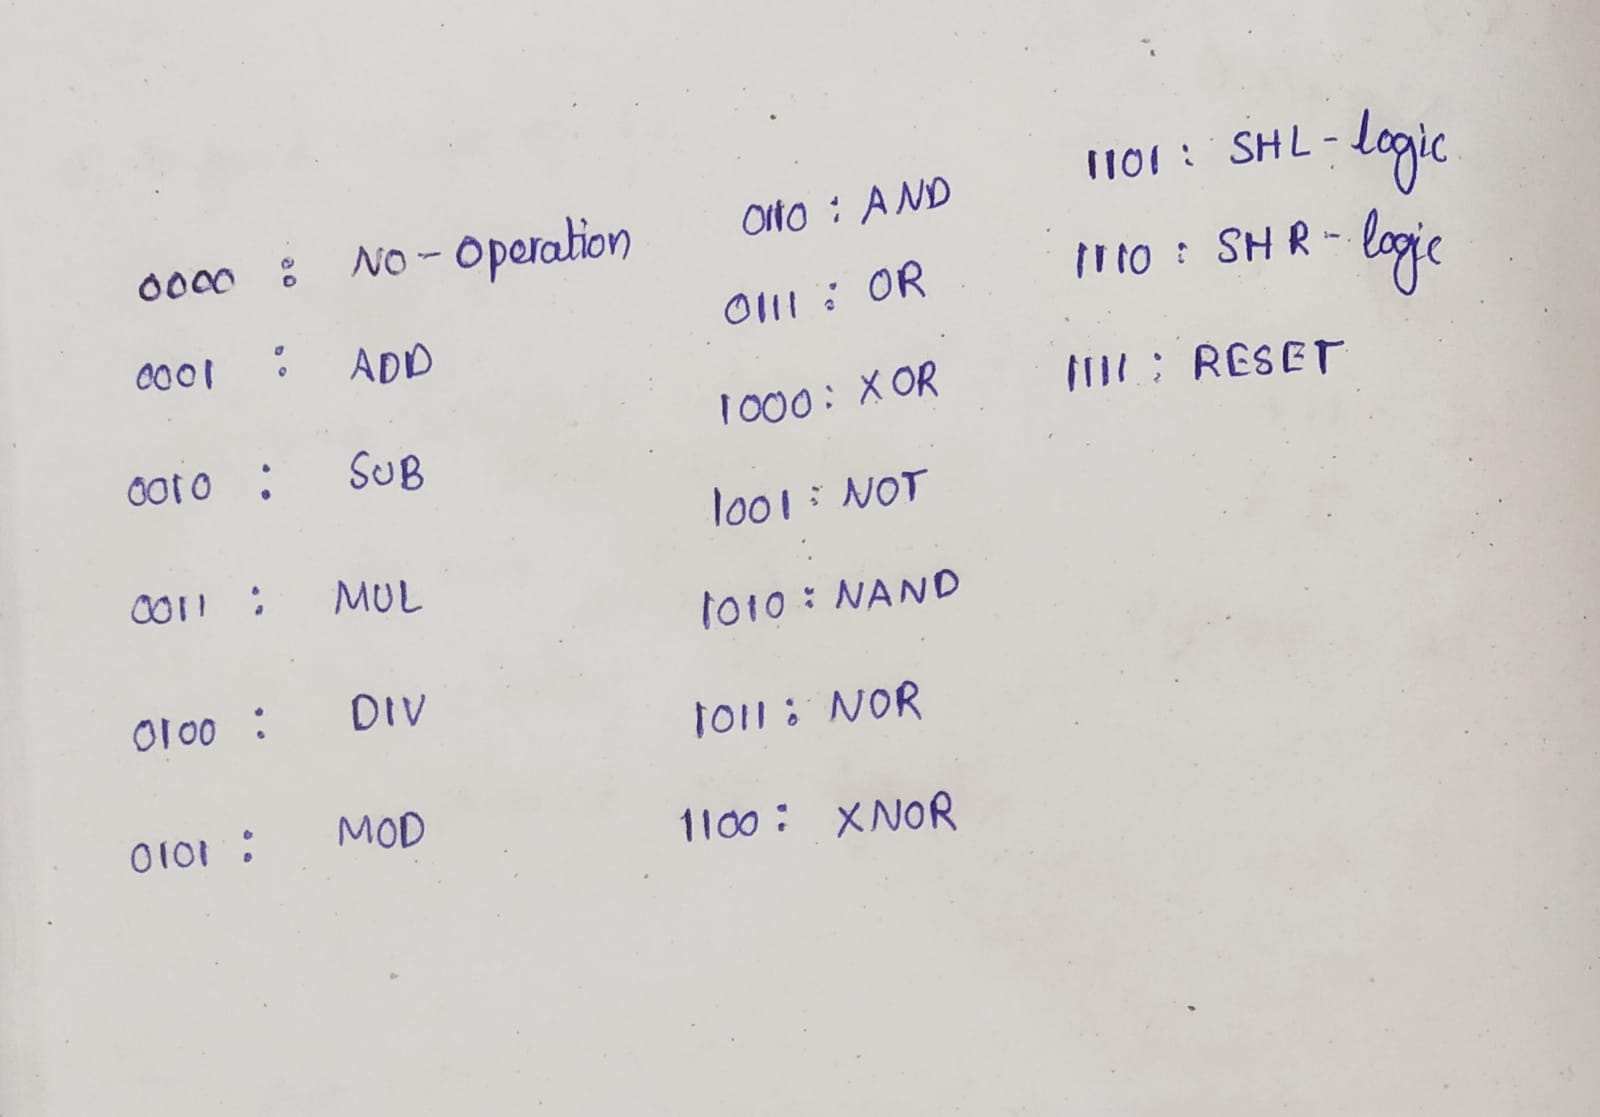 0000 : NO-Operation
0001 : ADD
0010 : SUB
0011 : MUL
0100 : DIV
0101 : MOD
0110 : AND
0111 : OR
1000 : XOR
1001 : NOT
1010 : NAND
1011 : NOR
1100 : XNOR
1101 : SHL-logic
1110 : SHR-logic
1111 : RESET